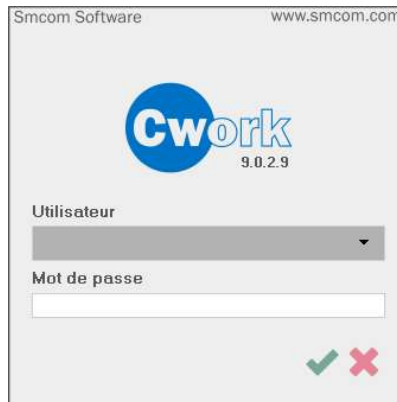 Smcom Software
www.smcom.com
Cwork
9.0.2.9
Utilisateur
Mot de passe